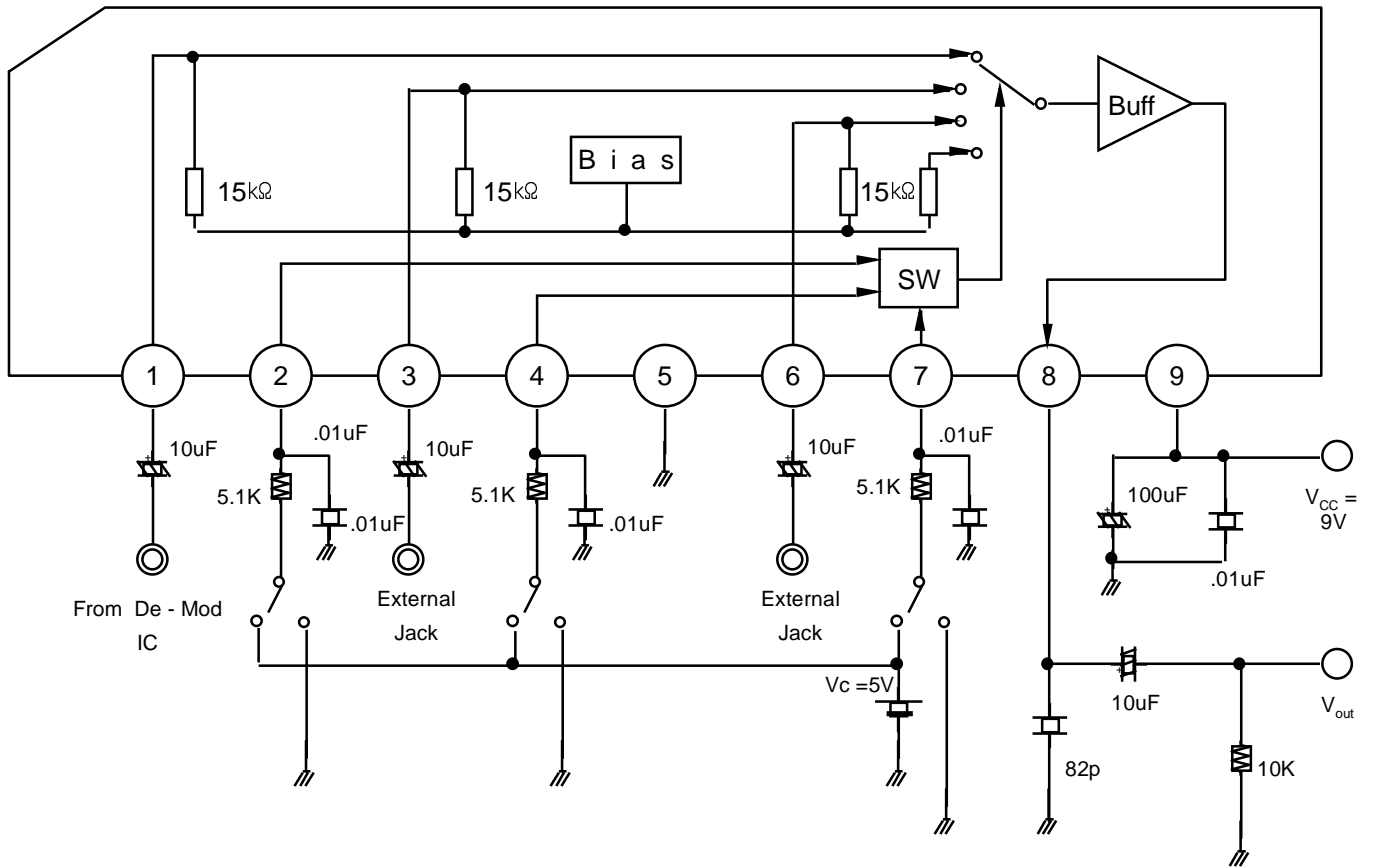 Buff
B i a s
15kΩ
15kΩ
15kΩ
SW
1
2
3
4
5
6
7
8
9
10uF
.01uF
10uF
10uF
.01uF
5.1K
5.1K
5.1K
100uF
VCC =
9V
.01uF
.01uF
.01uF
From De - Mod
IC
External
Jack
External
Jack
Vc =5V
10uF
Vout
82p
10K